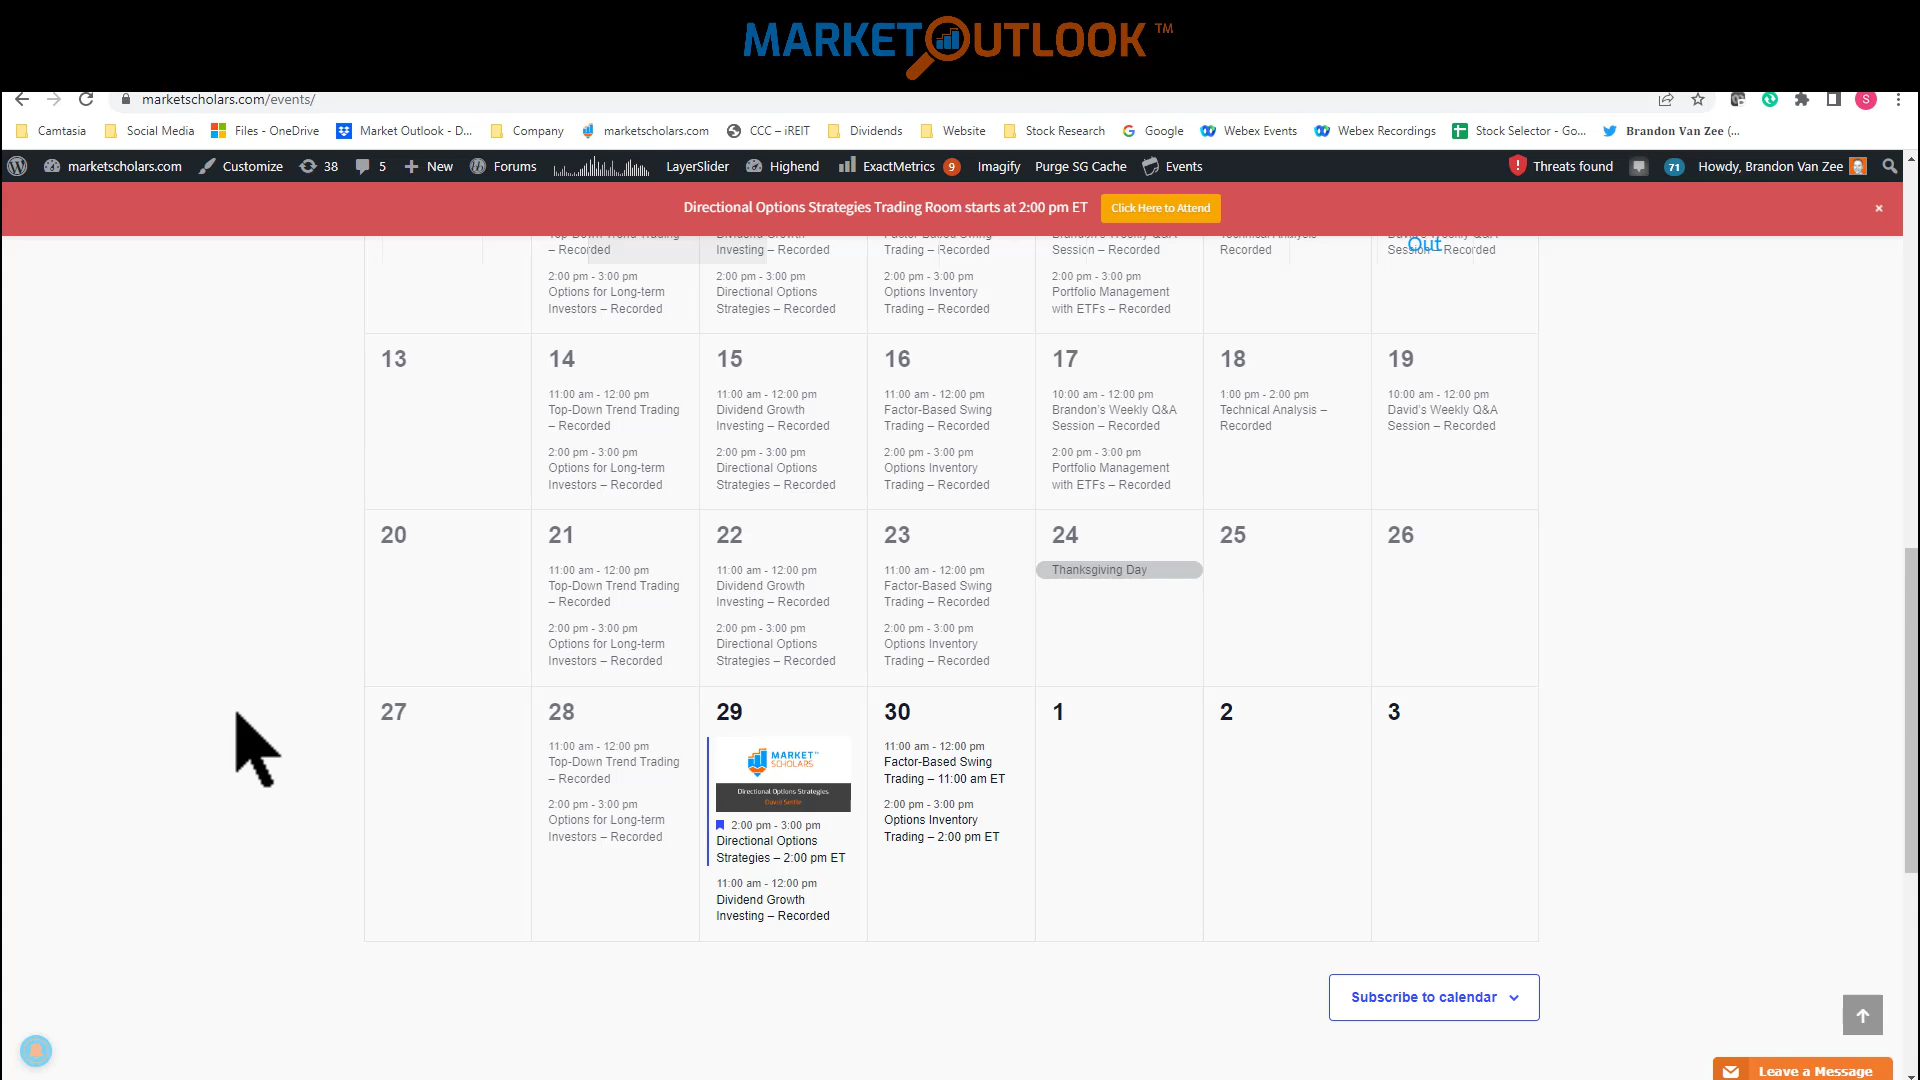 MARKETOUTLOOK™
marketscholars.com/events/
S
Camtasia Social Media Files - OneDrive Market Outlook - D... Company marketscholars.com CCC – iREIT Dividends Website Stock Research Google Webex Events Webex Recordings Stock Selector - Go... Brandon Van Zee (...
marketscholars.com Customize 38 5 New Forums LayerSlider Highend ExactMetrics 9 Imagify Purge SG Cache Events Threats found 71 Howdy, Brandon Van Zee
Directional Options Strategies Trading Room starts at 2:00 pm ET Click Here to Attend ×
Top-Down Trend Trading
– Recorded
2:00 pm - 3:00 pm
Options for Long-term
Investors – Recorded
Dividend Growth
Investing – Recorded
2:00 pm - 3:00 pm
Directional Options
Strategies – Recorded
Factor-Based Swing
Trading – Recorded
2:00 pm - 3:00 pm
Options Inventory
Trading – Recorded
Brandon's Weekly Q&A
Session – Recorded
2:00 pm - 3:00 pm
Portfolio Management
with ETFs – Recorded
Technical Analysis –
Recorded
David's Weekly Q&A
Session – Recorded
Out
13
14
11:00 am - 12:00 pm
Top-Down Trend Trading
– Recorded
2:00 pm - 3:00 pm
Options for Long-term
Investors – Recorded
15
11:00 am - 12:00 pm
Dividend Growth
Investing – Recorded
2:00 pm - 3:00 pm
Directional Options
Strategies – Recorded
16
11:00 am - 12:00 pm
Factor-Based Swing
Trading – Recorded
2:00 pm - 3:00 pm
Options Inventory
Trading – Recorded
17
10:00 am - 12:00 pm
Brandon's Weekly Q&A
Session – Recorded
2:00 pm - 3:00 pm
Portfolio Management
with ETFs – Recorded
18
1:00 pm - 2:00 pm
Technical Analysis –
Recorded
19
10:00 am - 12:00 pm
David's Weekly Q&A
Session – Recorded
20
21
11:00 am - 12:00 pm
Top-Down Trend Trading
– Recorded
2:00 pm - 3:00 pm
Options for Long-term
Investors – Recorded
22
11:00 am - 12:00 pm
Dividend Growth
Investing – Recorded
2:00 pm - 3:00 pm
Directional Options
Strategies – Recorded
23
11:00 am - 12:00 pm
Factor-Based Swing
Trading – Recorded
2:00 pm - 3:00 pm
Options Inventory
Trading – Recorded
24
Thanksgiving Day
25
26
27
28
11:00 am - 12:00 pm
Top-Down Trend Trading
– Recorded
2:00 pm - 3:00 pm
Options for Long-term
Investors – Recorded
29
MARKET™
SCHOLARS
Directional Options Strategies
David Settle
2:00 pm - 3:00 pm
Directional Options
Strategies – 2:00 pm ET
11:00 am - 12:00 pm
Dividend Growth
Investing – Recorded
30
11:00 am - 12:00 pm
Factor-Based Swing
Trading – 11:00 am ET
2:00 pm - 3:00 pm
Options Inventory
Trading – 2:00 pm ET
1
2
3
Subscribe to calendar
Leave a Message